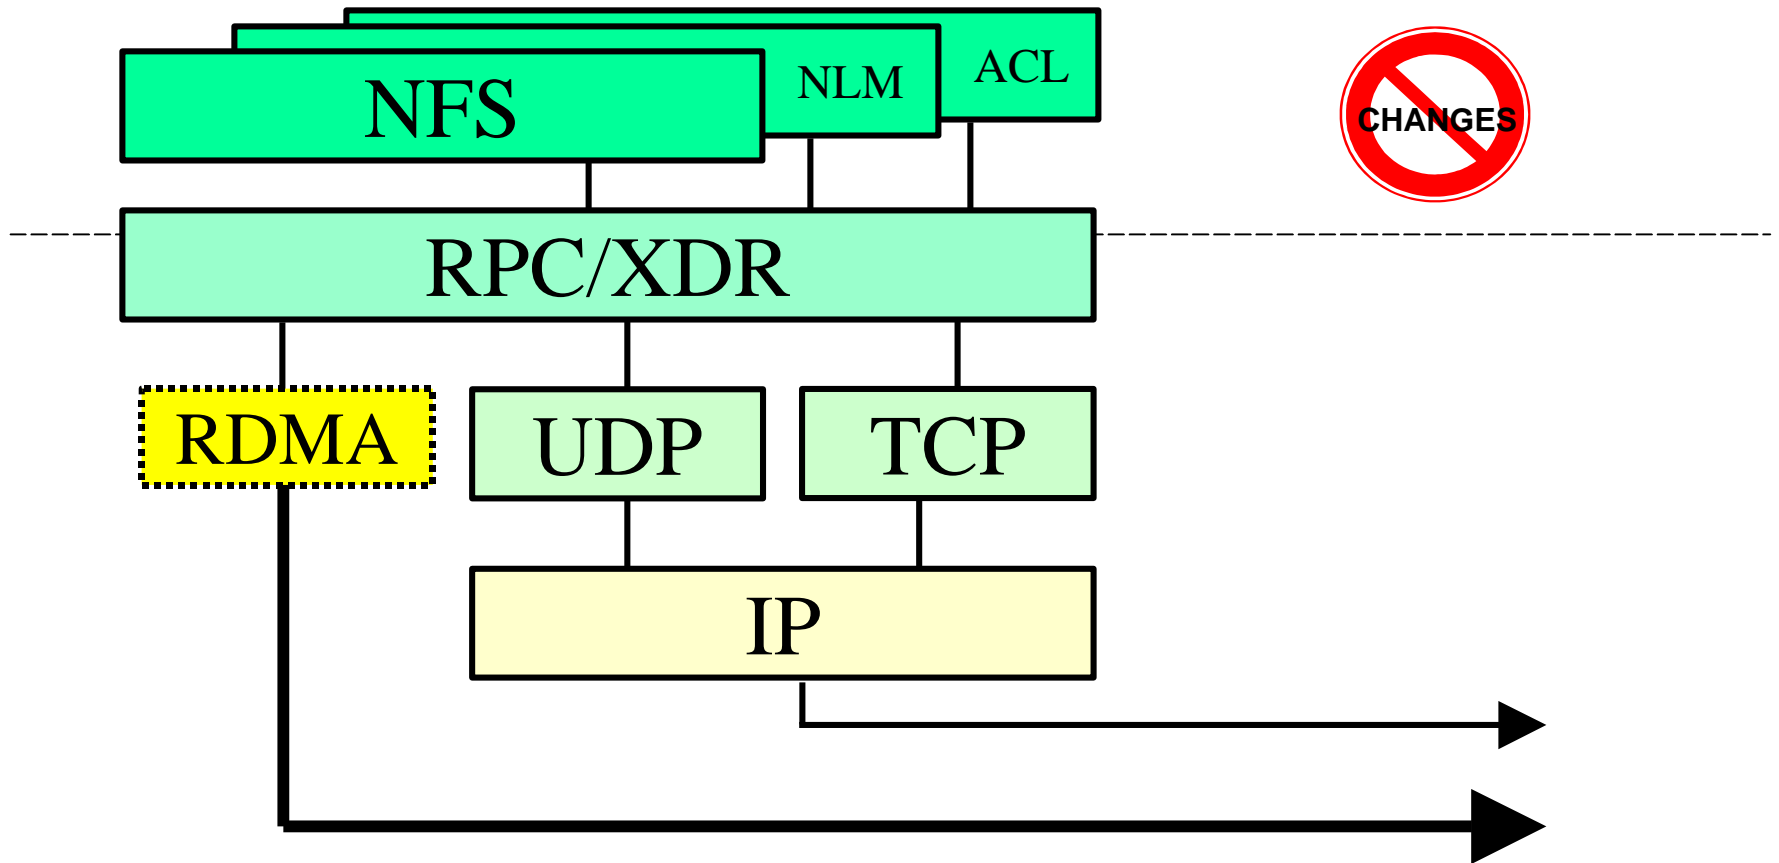 NFS
NLM
ACL
CHANGES
RPC/XDR
RDMA
UDP
TCP
IP